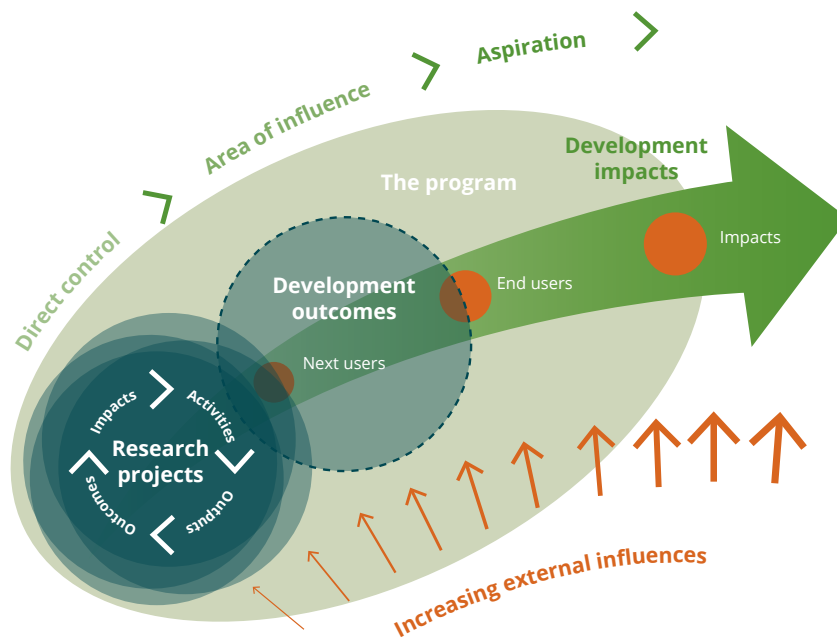 Aspiration
Area of influence
Direct control
The program
Development
impacts
Impacts
End users
Development
outcomes
Next users
Impacts
Activities
Research
projects
Outcomes
Outputs
Increasing external influences